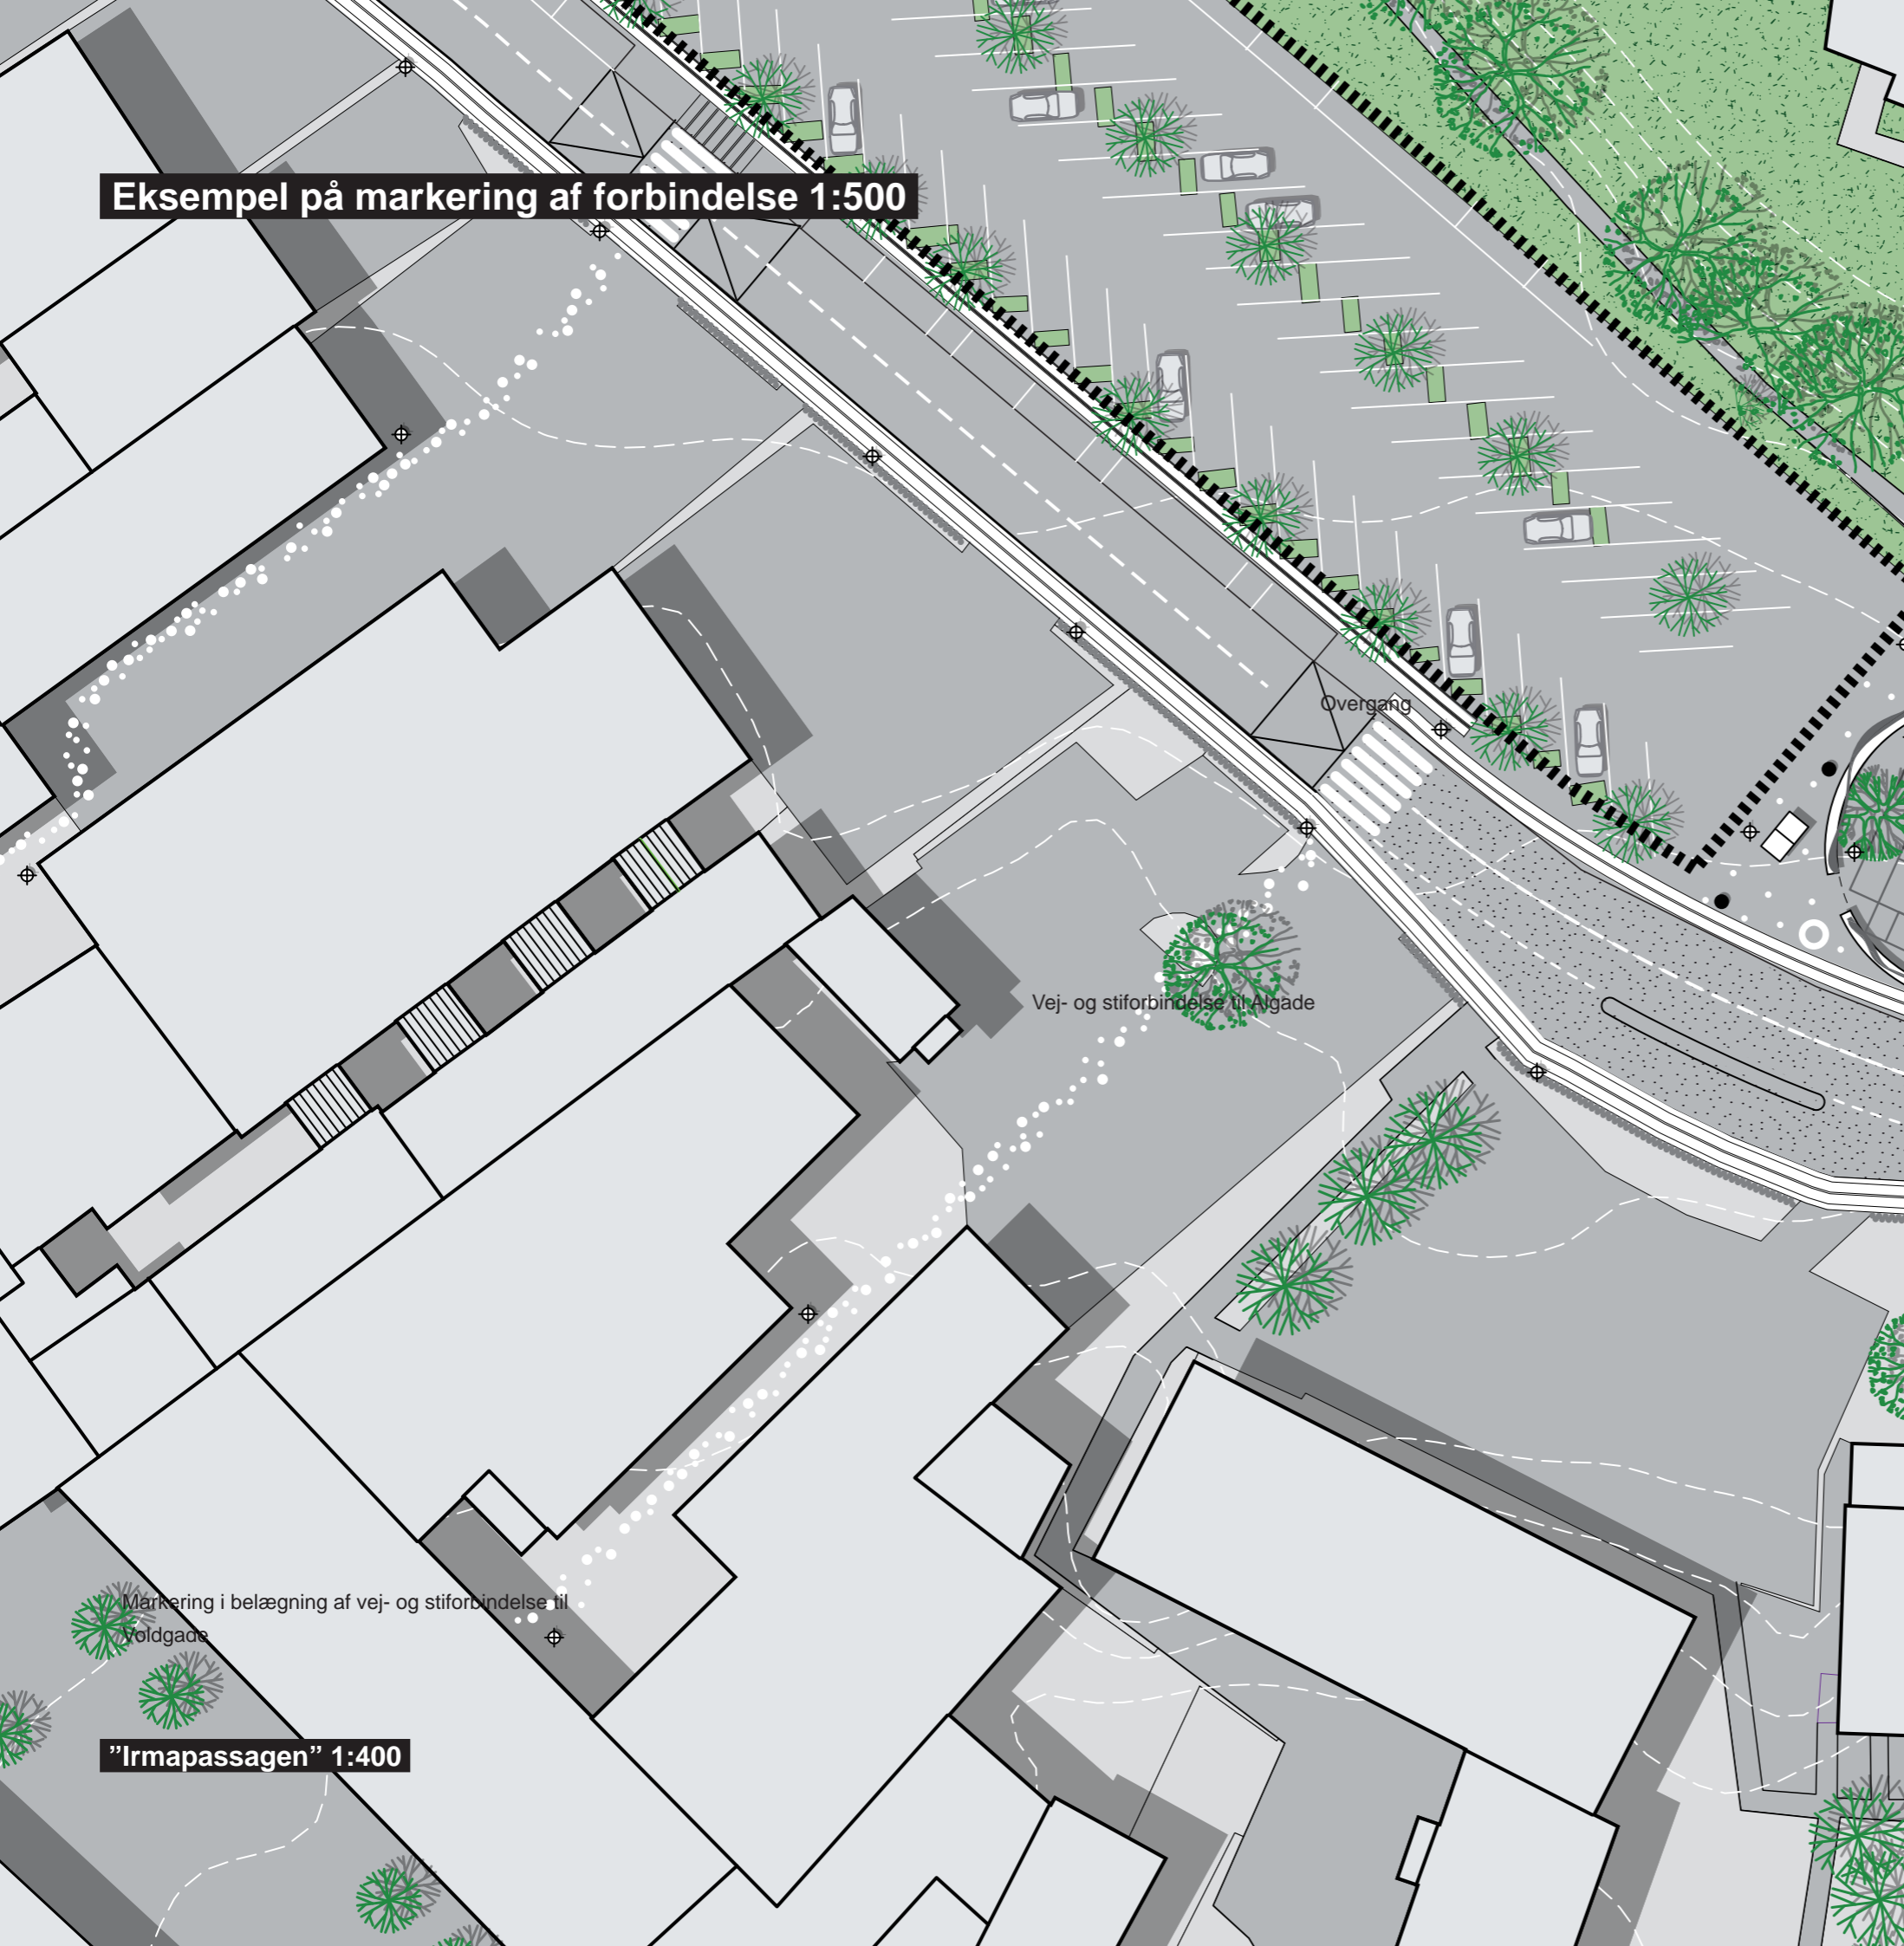 Eksempel på markering af forbindelse 1:500
Overgang
Vej- og stiforbindelse til Algade
Markering i belægning af vej- og stiforbindelse til
Voldgade
”Irmapassagen” 1:400